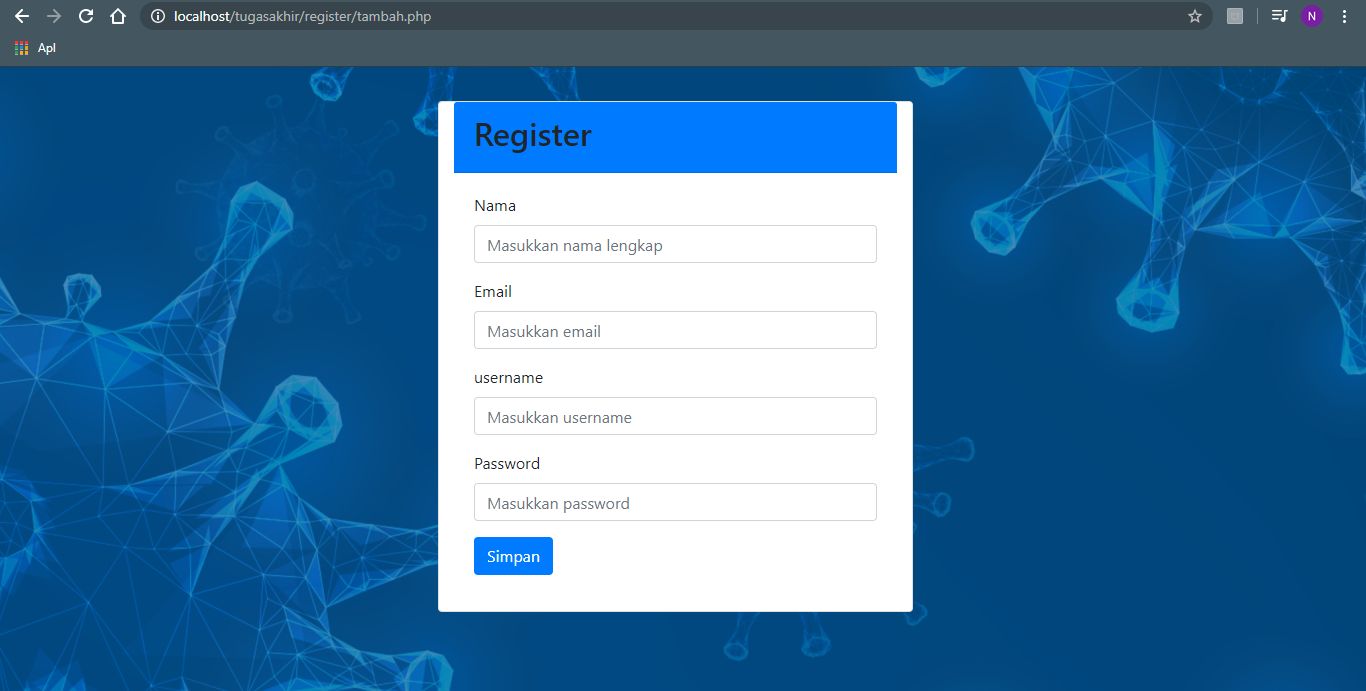 localhost/tugasakhir/register/tambah.php
N
Apl
Register
Nama
Masukkan nama lengkap
Email
Masukkan email
username
Masukkan username
Password
Masukkan password
Simpan